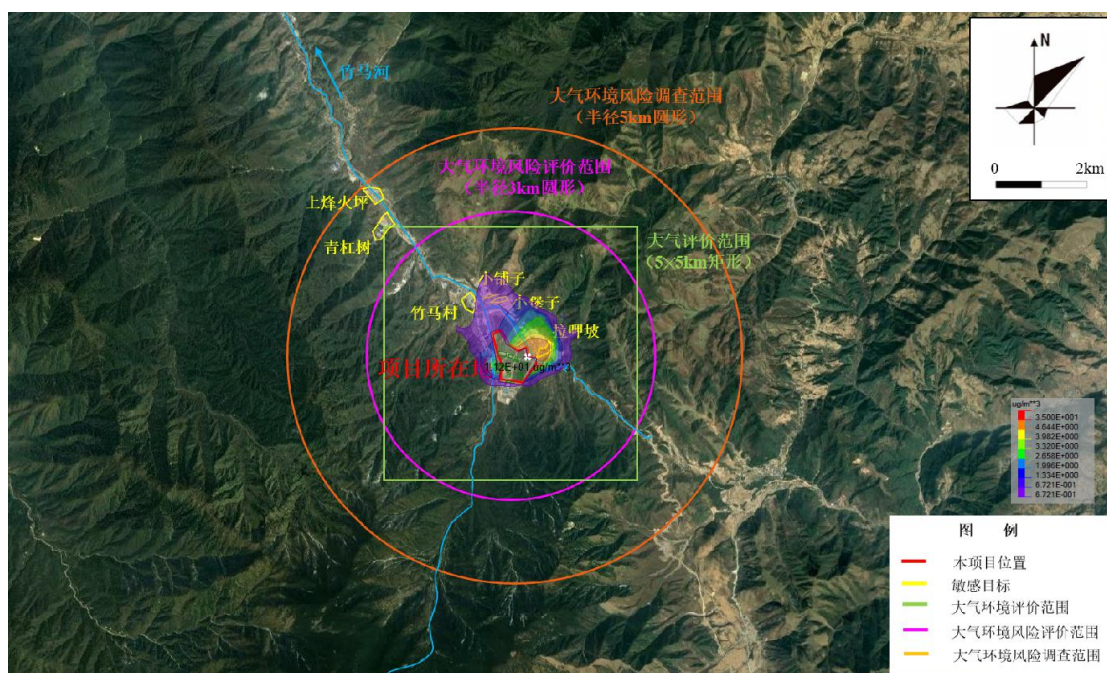 竹马河
大气环境风险调查范围
（半径5km圆形）
N
0 2km
大气环境风险评价范围
（半径3km圆形）
上烽火坪
青杠树
大气评价范围
（5×5km矩形）
小铺子
小堡子
竹马村
拉呷坡
项目所在地
1.12E+01 ug/m**3
ug/m**3
3.500E+001
4.644E+000
3.982E+000
3.320E+000
2.658E+000
1.996E+000
1.334E+000
6.721E-001
6.721E-001
图 例
本项目位置
敏感目标
大气环境评价范围
大气环境风险评价范围
大气环境风险调查范围